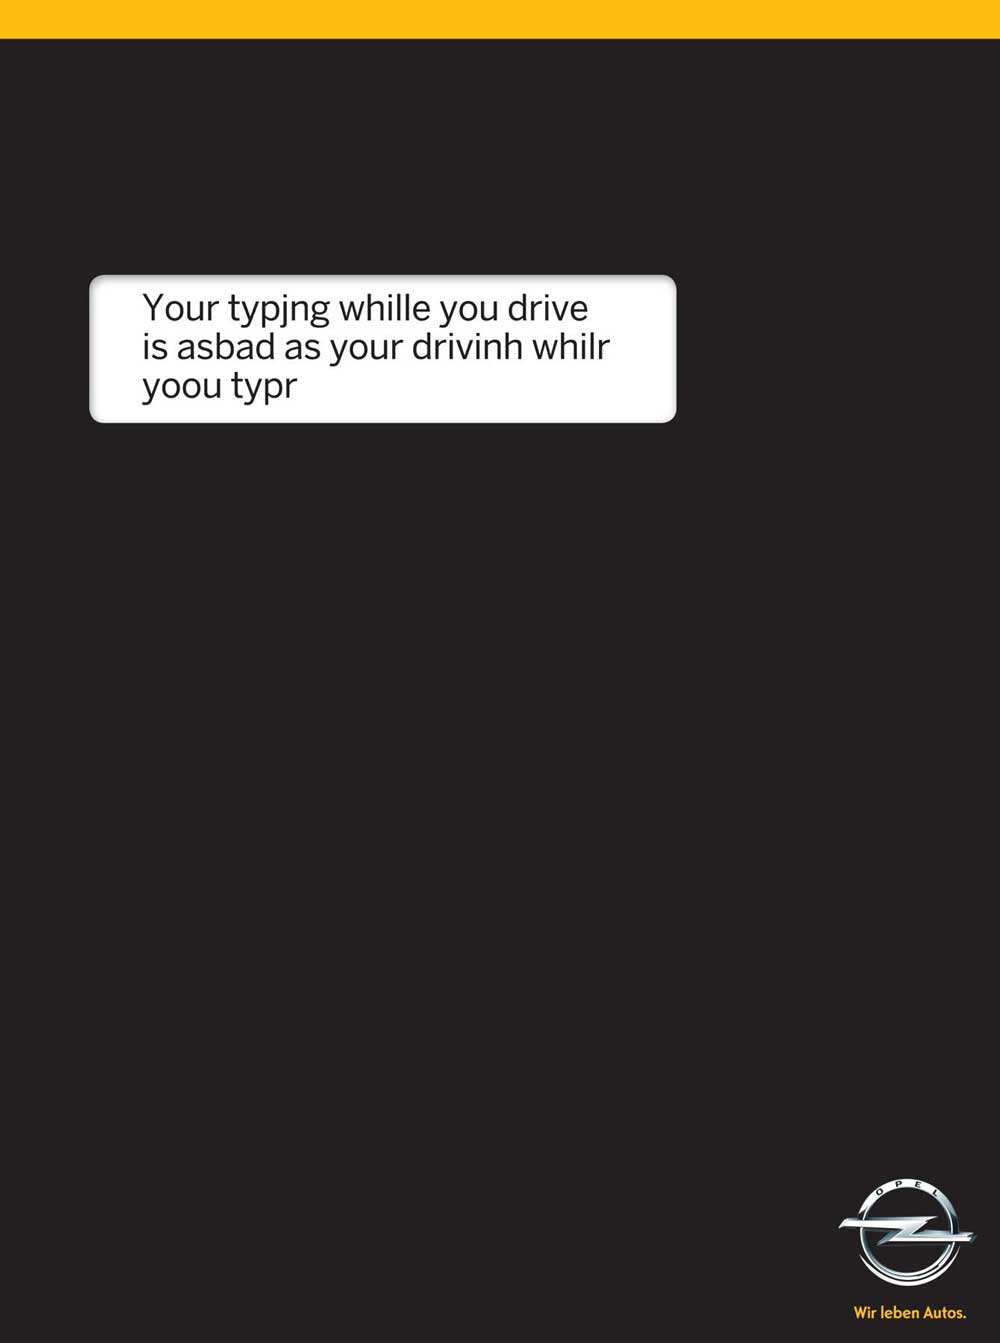 Your typjng whille you drive
is asbad as your drivinh whilr
yoou typr
OPEL
Wir leben Autos.